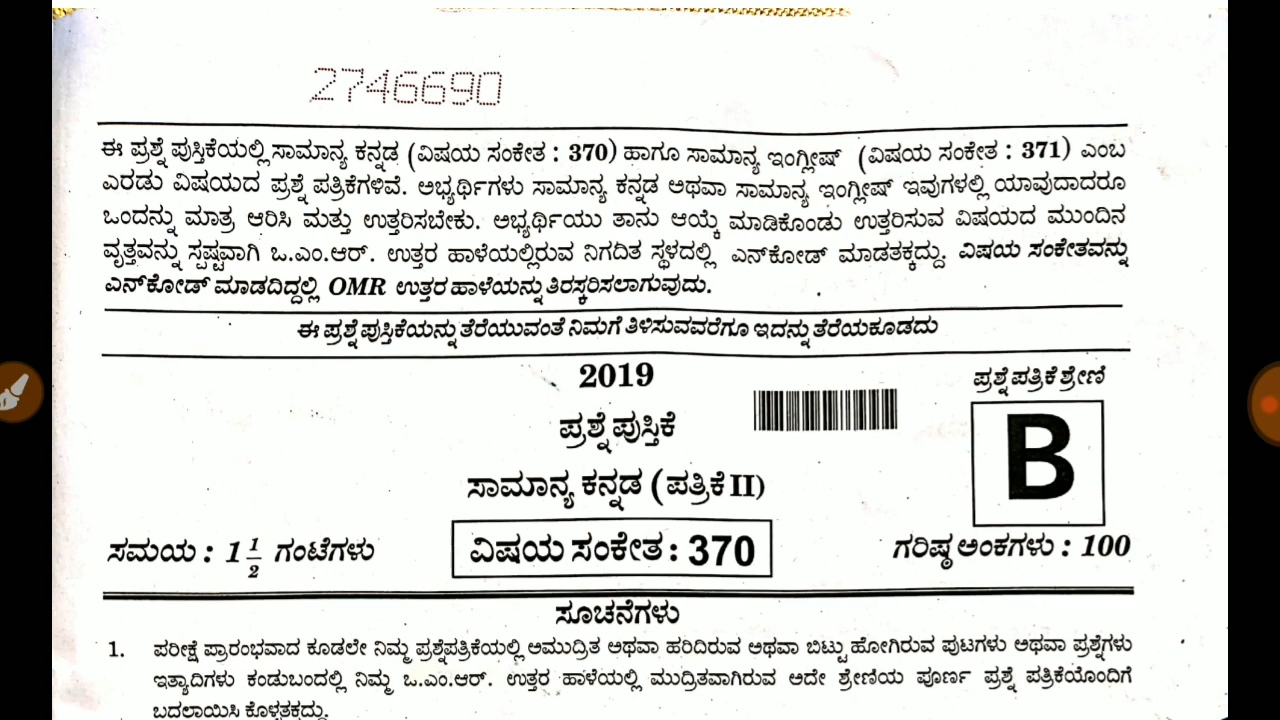 2746690
ಈ ಪ್ರಶ್ನೆ ಪುಸ್ತಿಕೆಯಲ್ಲಿ ಸಾಮಾನ್ಯ ಕನ್ನಡ (ವಿಷಯ ಸಂಕೇತ : 370) ಹಾಗೂ ಸಾಮಾನ್ಯ ಇಂಗ್ಲೀಷ್ (ವಿಷಯ ಸಂಕೇತ : 371) ಎಂಬ
ಎರಡು ವಿಷಯದ ಪ್ರಶ್ನೆ ಪತ್ರಿಕೆಗಳಿವೆ. ಅಭ್ಯರ್ಥಿಗಳು ಸಾಮಾನ್ಯ ಕನ್ನಡ ಅಥವಾ ಸಾಮಾನ್ಯ ಇಂಗ್ಲೀಷ್ ಇವುಗಳಲ್ಲಿ ಯಾವುದಾದರೂ
ಒಂದನ್ನು ಮಾತ್ರ ಆರಿಸಿ ಮತ್ತು ಉತ್ತರಿಸಬೇಕು. ಅಭ್ಯರ್ಥಿಯು ತಾನು ಆಯ್ಕೆ ಮಾಡಿಕೊಂಡು ಉತ್ತರಿಸುವ ವಿಷಯದ ಮುಂದಿನ
ವೃತ್ತವನ್ನು ಸ್ಪಷ್ಟವಾಗಿ ಒ.ಎಂ.ಆರ್. ಉತ್ತರ ಹಾಳೆಯಲ್ಲಿರುವ ನಿಗದಿತ ಸ್ಥಳದಲ್ಲಿ ಎನ್‌ಕೋಡ್ ಮಾಡತಕ್ಕದ್ದು. ವಿಷಯ ಸಂಕೇತವನ್ನು
ಎನ್‌ಕೋಡ್ ಮಾಡದಿದ್ದಲ್ಲಿ OMR ಉತ್ತರ ಹಾಳೆಯನ್ನು ತಿರಸ್ಕರಿಸಲಾಗುವುದು.
ಈ ಪ್ರಶ್ನೆ ಪುಸ್ತಿಕೆಯನ್ನು ತೆರೆಯುವಂತೆ ನಿಮಗೆ ತಿಳಿಸುವವರೆಗೂ ಇದನ್ನು ತೆರೆಯಕೂಡದು
2019
ಪ್ರಶ್ನೆ ಪತ್ರಿಕೆ ಶ್ರೇಣಿ
ಪ್ರಶ್ನೆ ಪುಸ್ತಿಕೆ
B
ಸಾಮಾನ್ಯ ಕನ್ನಡ (ಪತ್ರಿಕೆ II)
ಸಮಯ : 1 1/2 ಗಂಟೆಗಳು
ವಿಷಯ ಸಂಕೇತ : 370
ಗರಿಷ್ಠ ಅಂಕಗಳು : 100
ಸೂಚನೆಗಳು
1. ಪರೀಕ್ಷೆ ಪ್ರಾರಂಭವಾದ ಕೂಡಲೇ ನಿಮ್ಮ ಪ್ರಶ್ನೆಪತ್ರಿಕೆಯಲ್ಲಿ ಅಮುದ್ರಿತ ಅಥವಾ ಹರಿದಿರುವ ಅಥವಾ ಬಿಟ್ಟುಹೋಗಿರುವ ಪುಟಗಳು ಅಥವಾ ಪ್ರಶ್ನೆಗಳು
ಇತ್ಯಾದಿಗಳು ಕಂಡುಬಂದಲ್ಲಿ ನಿಮ್ಮ ಒ.ಎಂ.ಆರ್. ಉತ್ತರ ಹಾಳೆಯಲ್ಲಿ ಮುದ್ರಿತವಾಗಿರುವ ಅದೇ ಶ್ರೇಣಿಯ ಪೂರ್ಣ ಪ್ರಶ್ನೆ ಪತ್ರಿಕೆಯೊಂದಿಗೆ
ಬದಲಾಯಿಸಿ ಕೊಳ್ಳತಕ್ಕದ್ದು.